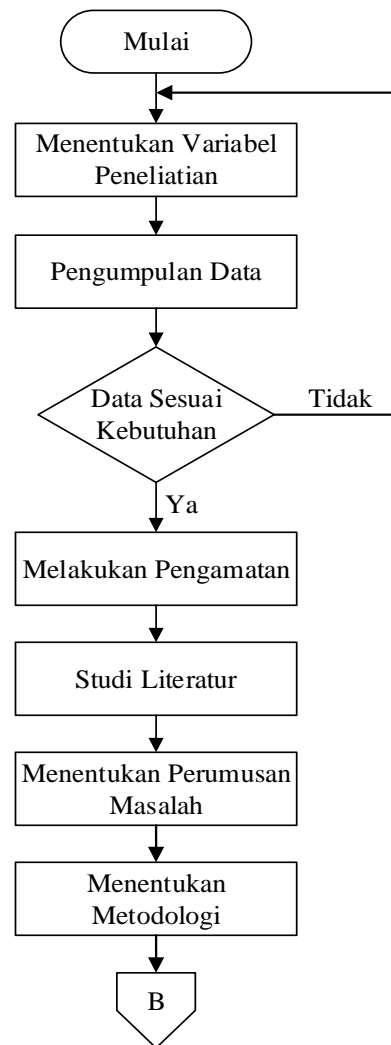 Mulai
Menentukan Variabel
Peneliatian
Pengumpulan Data
Data Sesuai
Kebutuhan
Tidak
Ya
Melakukan Pengamatan
Studi Literatur
Menentukan Perumusan
Masalah
Menentukan
Metodologi
B